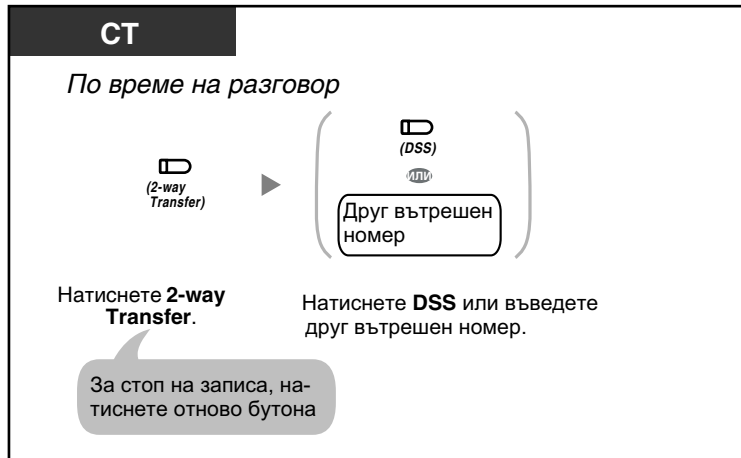 СТ
По време на разговор
(DSS)
(2-way
Transfer)
или
Друг вътрешен
номер
Натиснете 2-way
Transfer.
Натиснете DSS или въведете
друг вътрешен номер.
За стоп на записа, на-
тиснете отново бутона